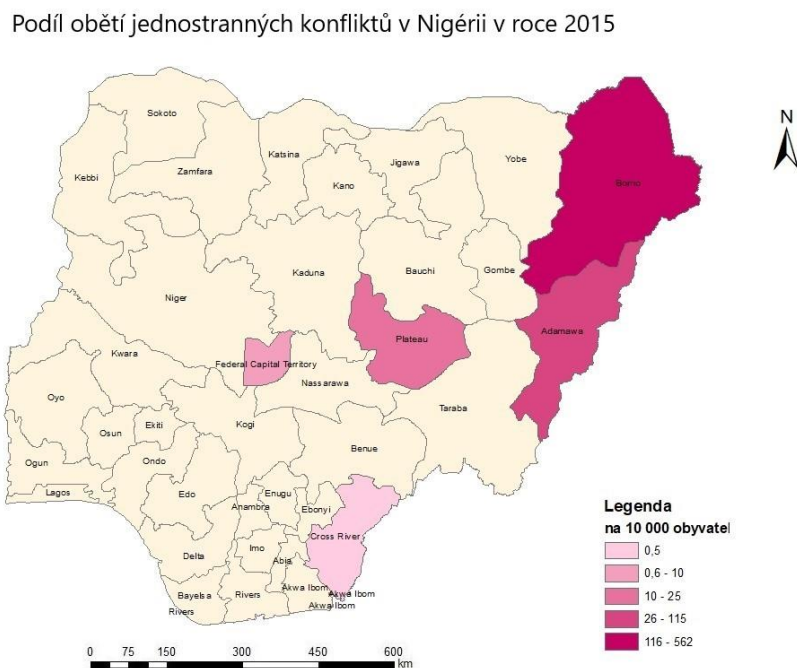 Podíl obětí jednostranných konfliktů v Nigérii v roce 2015
N
Sokoto
Katsina
Jigawa
Yobe
Kebbi
Zamfara
Kano
Borno
Kaduna
Bauchi
Gombe
Niger
Adamawa
Plateau
Federal Capital Territory
Kwara
Nassarawa
Oyo
Taraba
Kogi
Ekiti
Osun
Benue
Ondo
Ogun
Lagos
Edo
Enugu
Anambra
Ebonyi
Cross River
Delta
Imo
Abia
Akwa Ibom
Akwa Ibom
Akwa Ibom
Bayelsa
Rivers
Rivers
Legenda
na 10 000 obyvatel
0,5
0,6 - 10
10 - 25
26 - 115
116 - 562
0 75 150 300 450 600
km